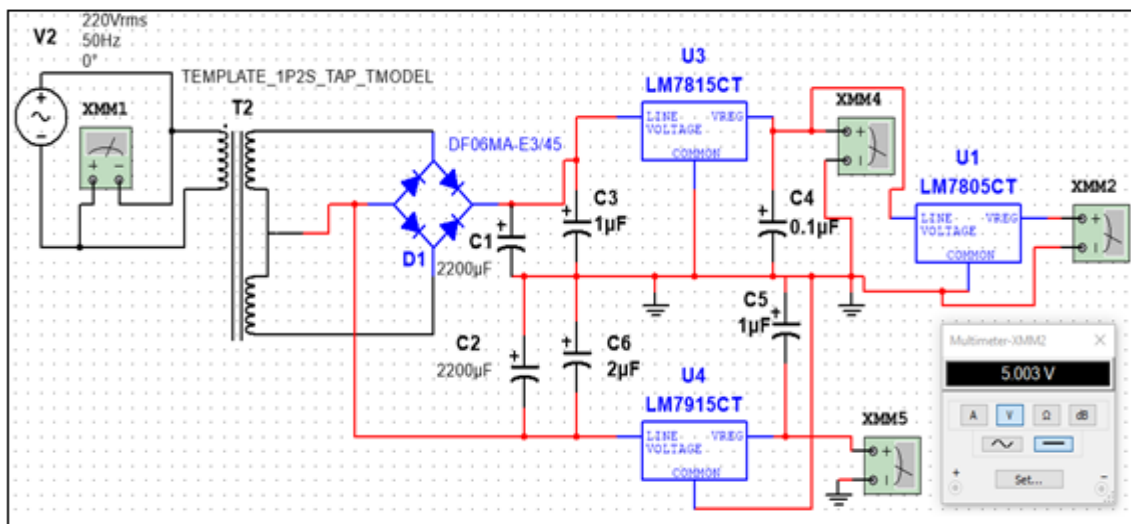 220Vrms
50Hz
0°
V2
TEMPLATE_1P2S_TAP_TMODEL
XMM1
T2
DF06MA-E3/45
D1
U3
LM7815CT
LINE VREG
VOLTAGE
COMMON
XMM4
U1
LM7805CT
LINE VREG
VOLTAGE
COMMON
XMM2
C1
2200µF
C3
1µF
C4
0.1µF
C2
2200µF
C6
2µF
C5
1µF
U4
LM7915CT
LINE VREG
VOLTAGE
COMMON
XMM5
Multimeter-XMM2
5.003 V
A V Ω dB
Set...